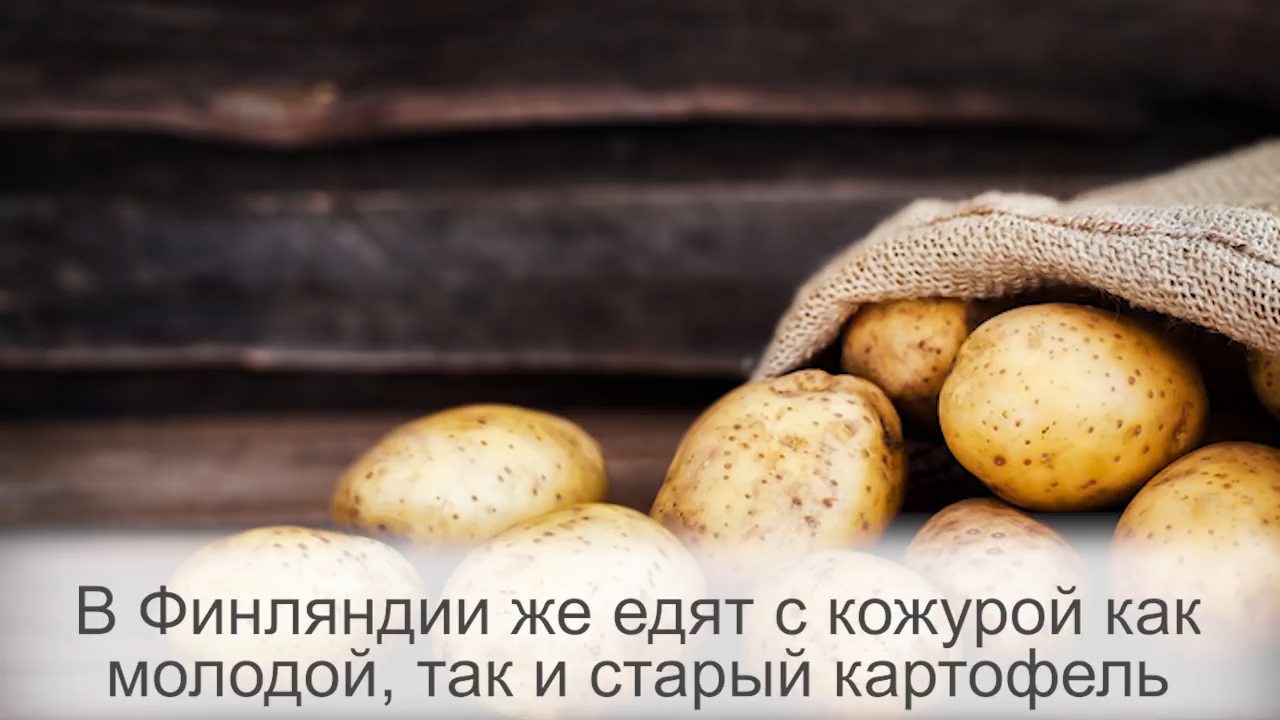 В Финляндии же едят с кожурой как
молодой, так и старый картофель